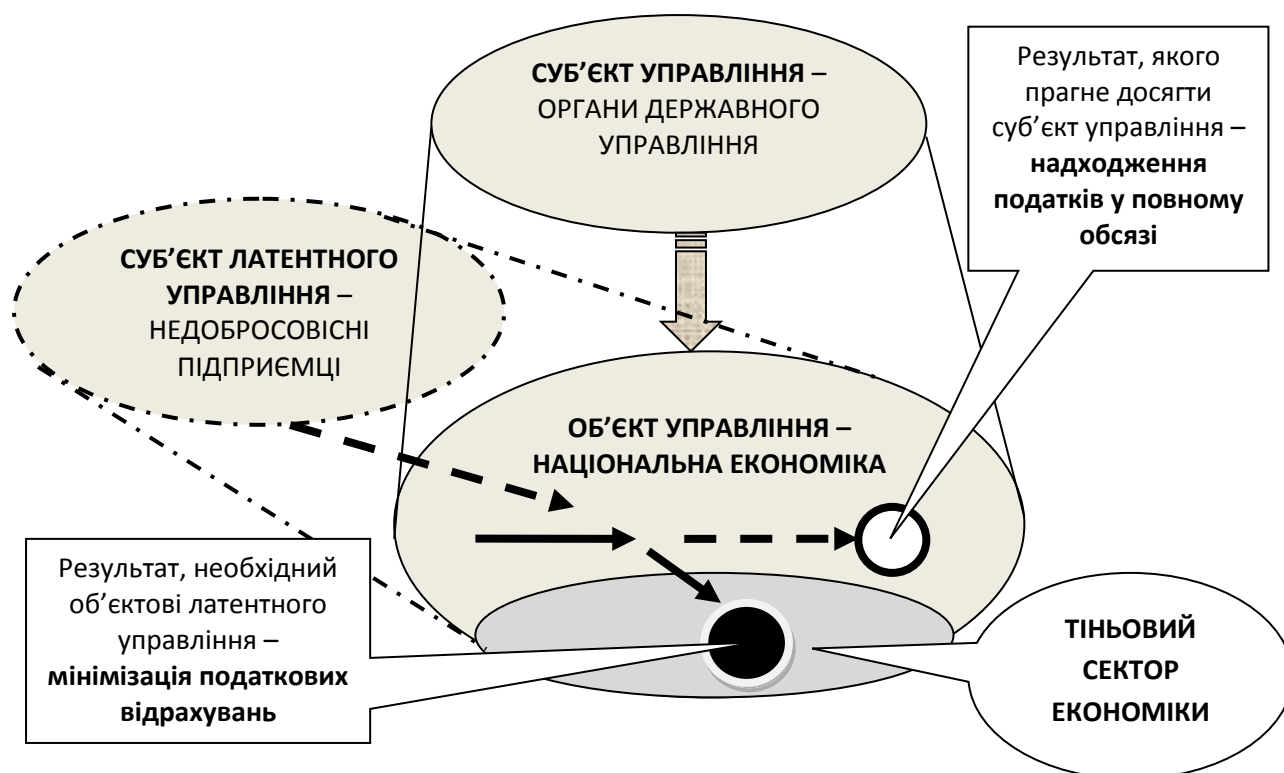 СУБ’ЄКТ УПРАВЛІННЯ –
ОРГАНИ ДЕРЖАВНОГО
УПРАВЛІННЯ
Результат, якого
прагне досягти
суб’єкт управління –
надходження
податків у повному
обсязі
СУБ’ЄКТ ЛАТЕНТНОГО
УПРАВЛІННЯ –
НЕДОБРОСОВІСНІ
ПІДПРИЄМЦІ
ОБ’ЄКТ УПРАВЛІННЯ –
НАЦІОНАЛЬНА ЕКОНОМІКА
Результат, необхідний
об’єктові латентного
управління –
мінімізація податкових
відрахувань
ТІНЬОВИЙ
СЕКТОР
ЕКОНОМІКИ